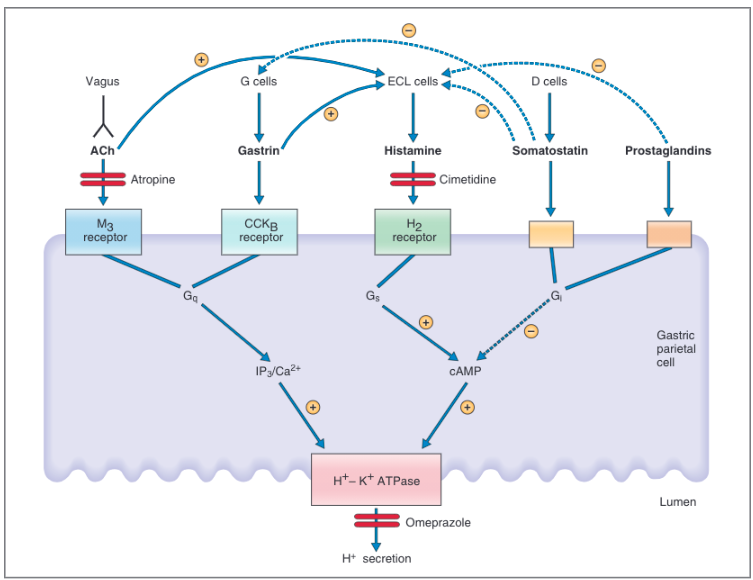 −
+
−
Vagus
G cells
ECL cells
D cells
+
−
ACh
Gastrin
Histamine
Somatostatin
Prostaglandins
Atropine
Cimetidine
M3
receptor
CCKB
receptor
H2
receptor
Gq
Gs
Gi
+
−
Gastric
parietal
cell
IP3/Ca2+
cAMP
+
+
H+– K+ ATPase
Lumen
Omeprazole
H+ secretion